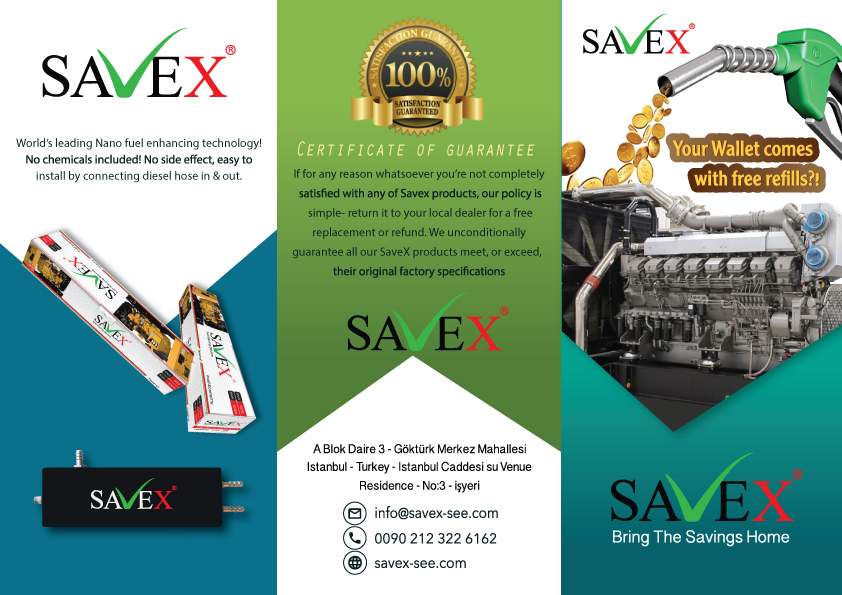 SAVEX®
World's leading Nano fuel enhancing technology!
No chemicals included! No side effect, easy to
install by connecting diesel hose in & out.
SAVEX®
SAVEX®
SAVEX®
SAVEX®
SATISFACTION GUARANTEE
100%
SATISFACTION
GUARANTEED
CERTIFICATE OF GUARANTEE
If for any reason whatsoever you're not completely
satisfied with any of Savex products, our policy is
simple- return it to your local dealer for a free
replacement or refund. We unconditionally
guarantee all our SaveX products meet, or exceed,
their original factory specifications
SAVEX®
A Blok Daire 3 - Göktürk Merkez Mahallesi
Istanbul - Turkey - Istanbul Caddesi su Venue
Residence - No:3 - işyeri
info@savex-see.com
0090 212 322 6162
savex-see.com
SAVEX®
Your Wallet comes
with free refills?!
SAVEX®
Bring The Savings Home